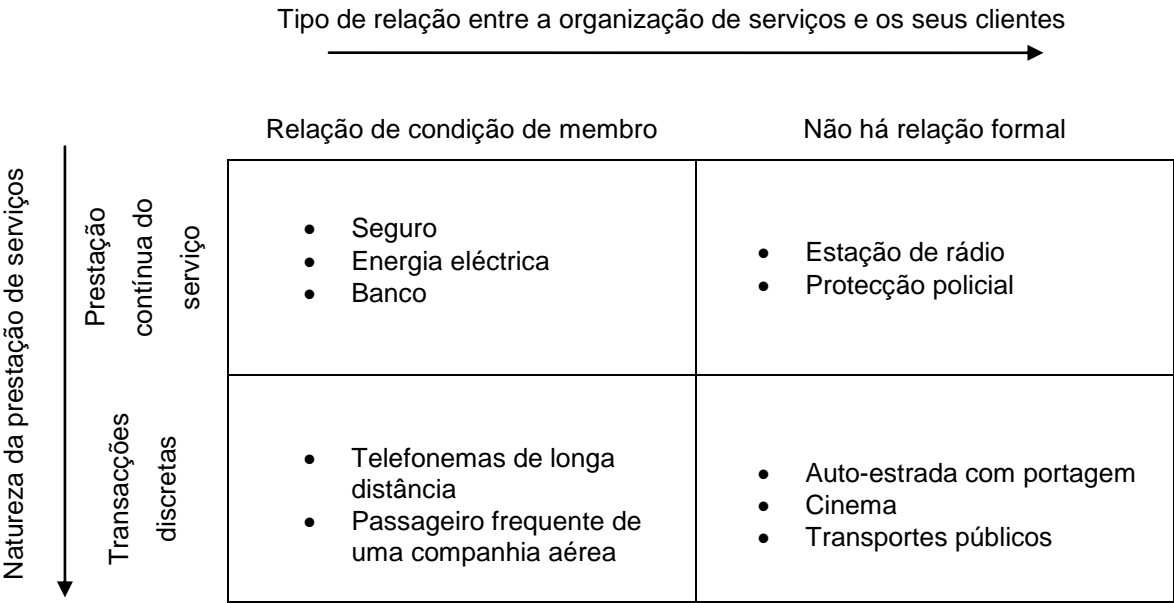 Tipo de relação entre a organização de serviços e os seus clientes
Relação de condição de membro
Não há relação formal
Natureza da prestação de serviços
Prestação
contínua do
serviço
• Seguro
• Energia eléctrica
• Banco
• Estação de rádio
• Protecção policial
Transacções
discretas
• Telefonemas de longa
distância
• Passageiro frequente de
uma companhia aérea
• Auto-estrada com portagem
• Cinema
• Transportes públicos